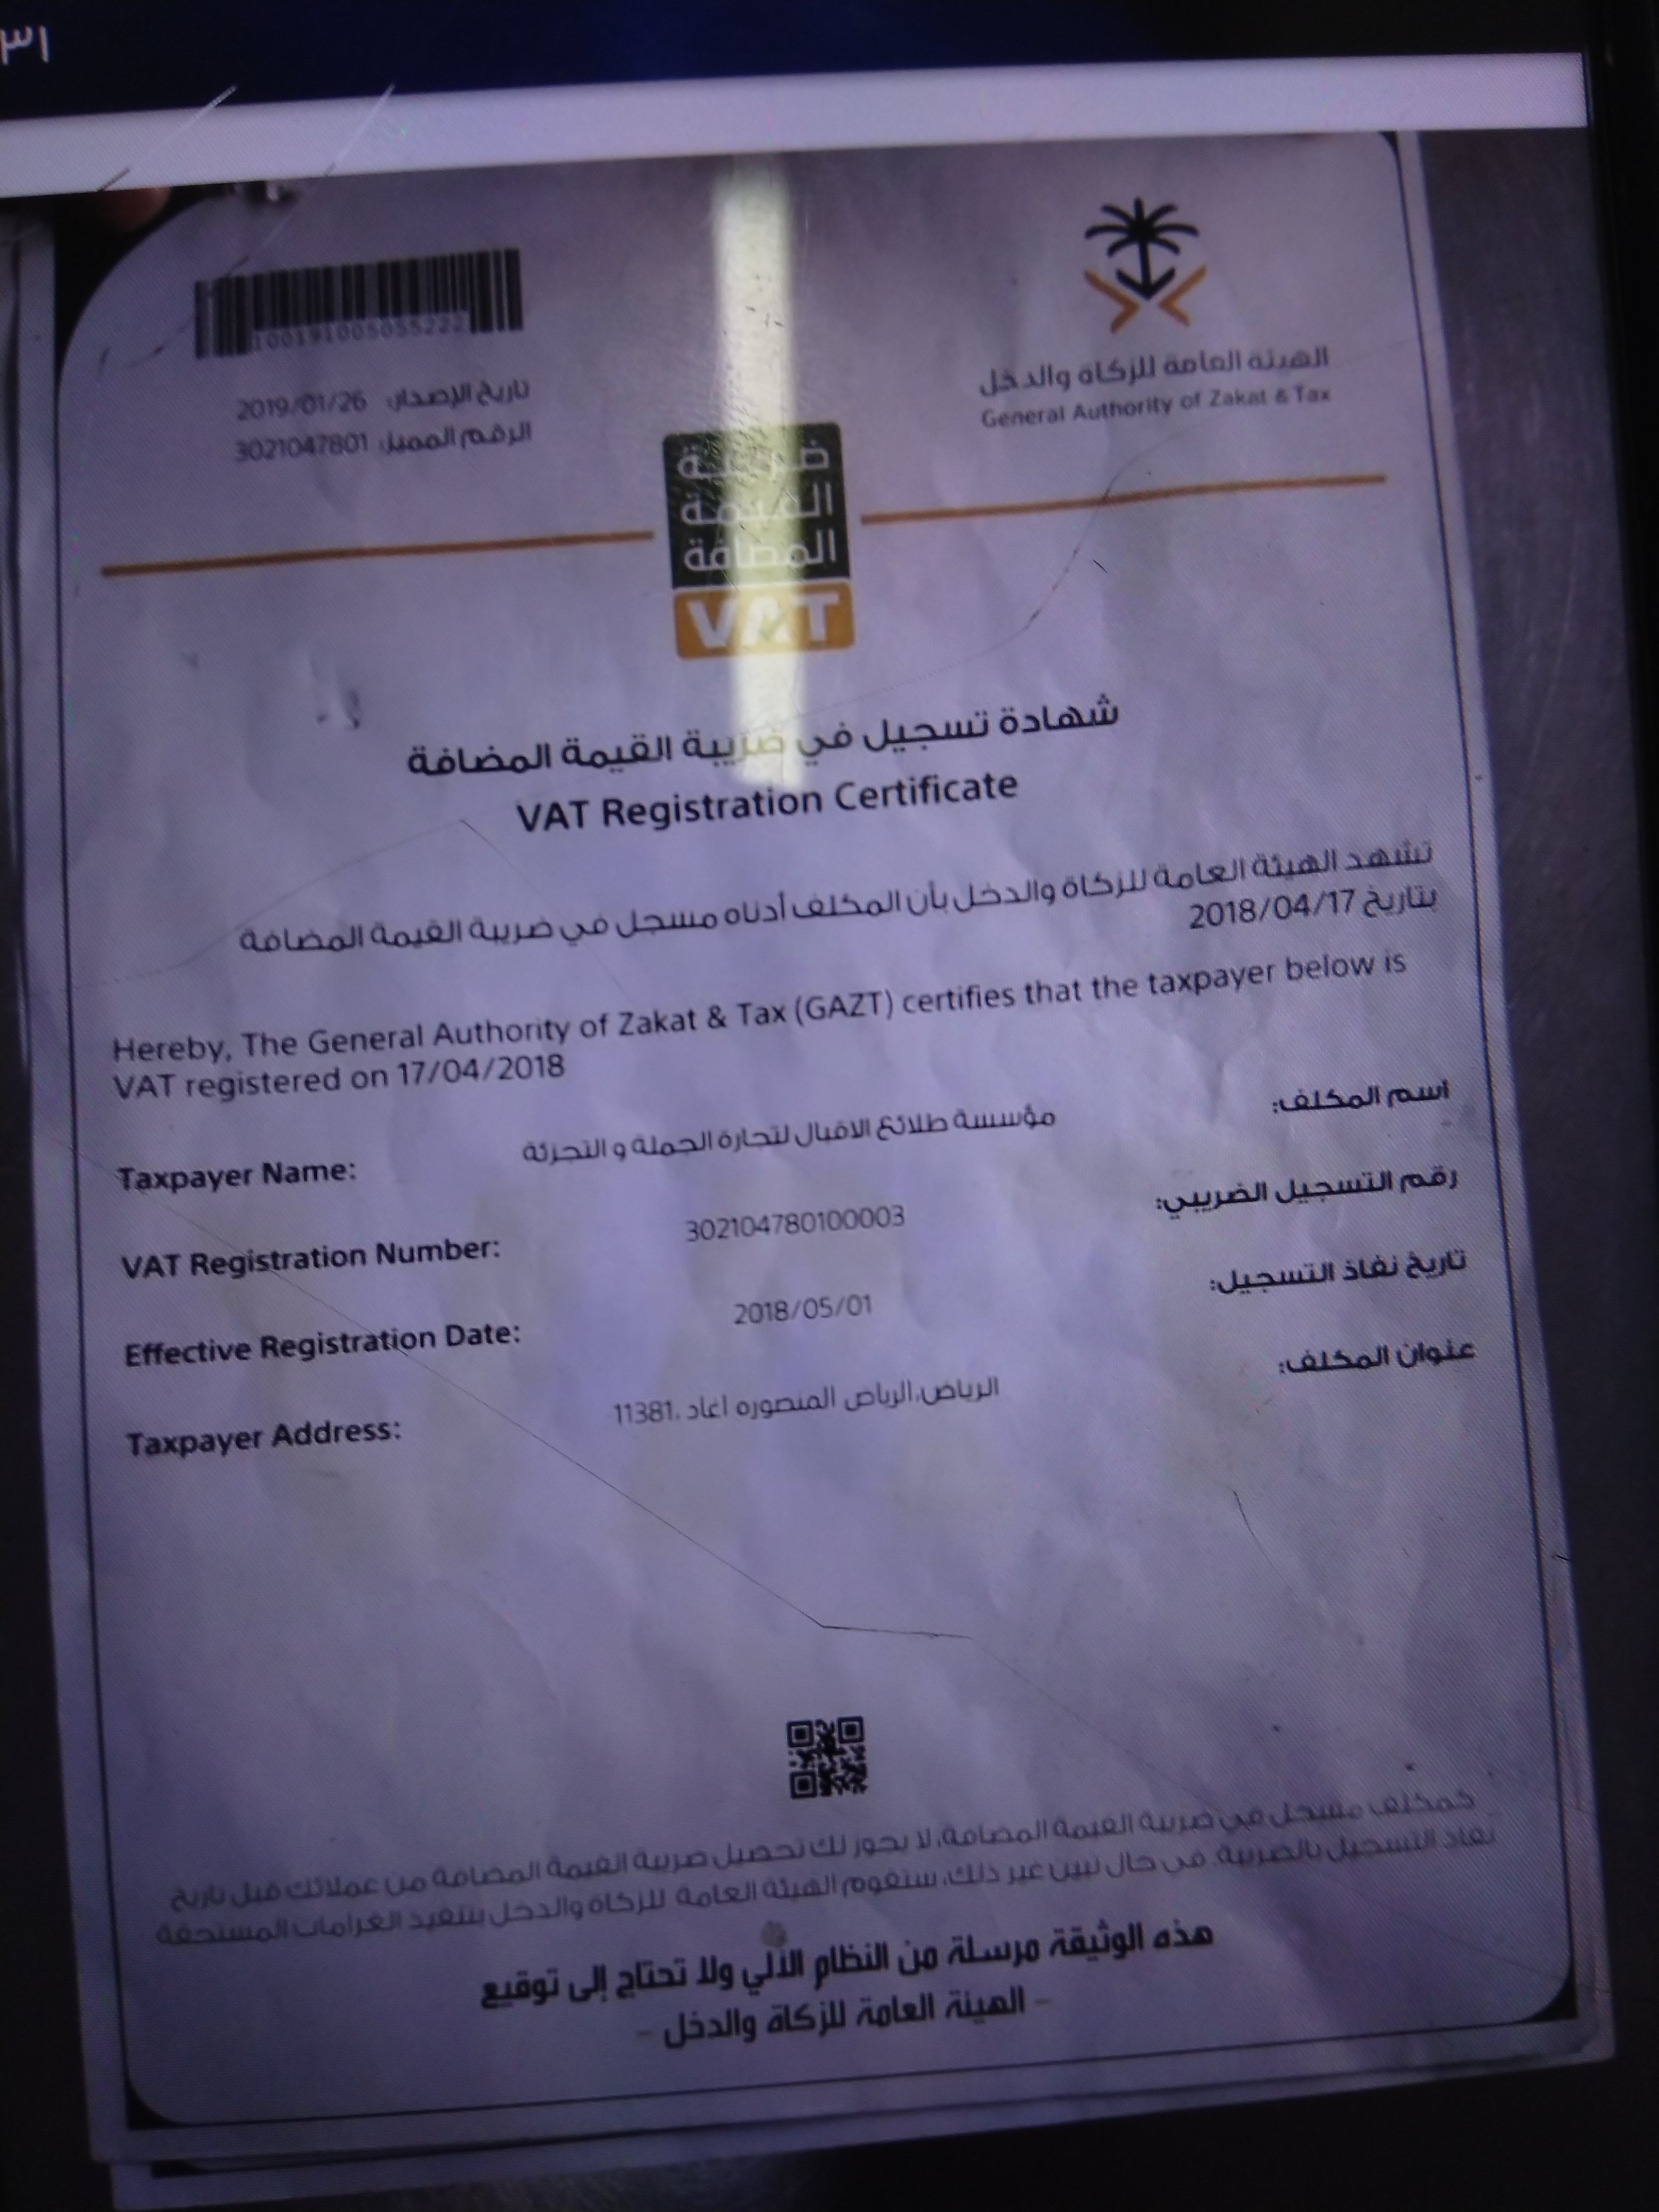 ٣١
100191005055222
تاريخ الإصدار: 2019/01/26
الرقم المميز: 3021047801
الهيئة العامة للزكاة والدخل
General Authority of Zakat & Tax
ضريبة
القيمة
المضافة
VAT
شهادة تسجيل في ضريبة القيمة المضافة
VAT Registration Certificate
تشهد الهيئة العامة للزكاة والدخل بأن المكلف أدناه مسجل في ضريبة القيمة المضافة
بتاريخ 2018/04/17
Hereby, The General Authority of Zakat & Tax (GAZT) certifies that the taxpayer below is
VAT registered on 17/04/2018
Taxpayer Name: مؤسسة طلائع الاقبال لتجارة الجملة و التجزئة اسم المكلف:
VAT Registration Number: 302104780100003 رقم التسجيل الضريبي:
Effective Registration Date: 2018/05/01 تاريخ نفاذ التسجيل:
Taxpayer Address: الرياض,الرياض المنصوره اعاد ,11381 عنوان المكلف:
كمكلف مسجل في ضريبة القيمة المضافة، لا يجوز لك تحصيل ضريبة القيمة المضافة من عملائك قبل تاريخ
نفاذ التسجيل بالضريبة. في حال تبين غير ذلك، ستقوم الهيئة العامة للزكاة والدخل بتنفيذ الغرامات المستحقة
هذه الوثيقة مرسلة من النظام الآلي ولا تحتاج إلى توقيع
– الهيئة العامة للزكاة والدخل –